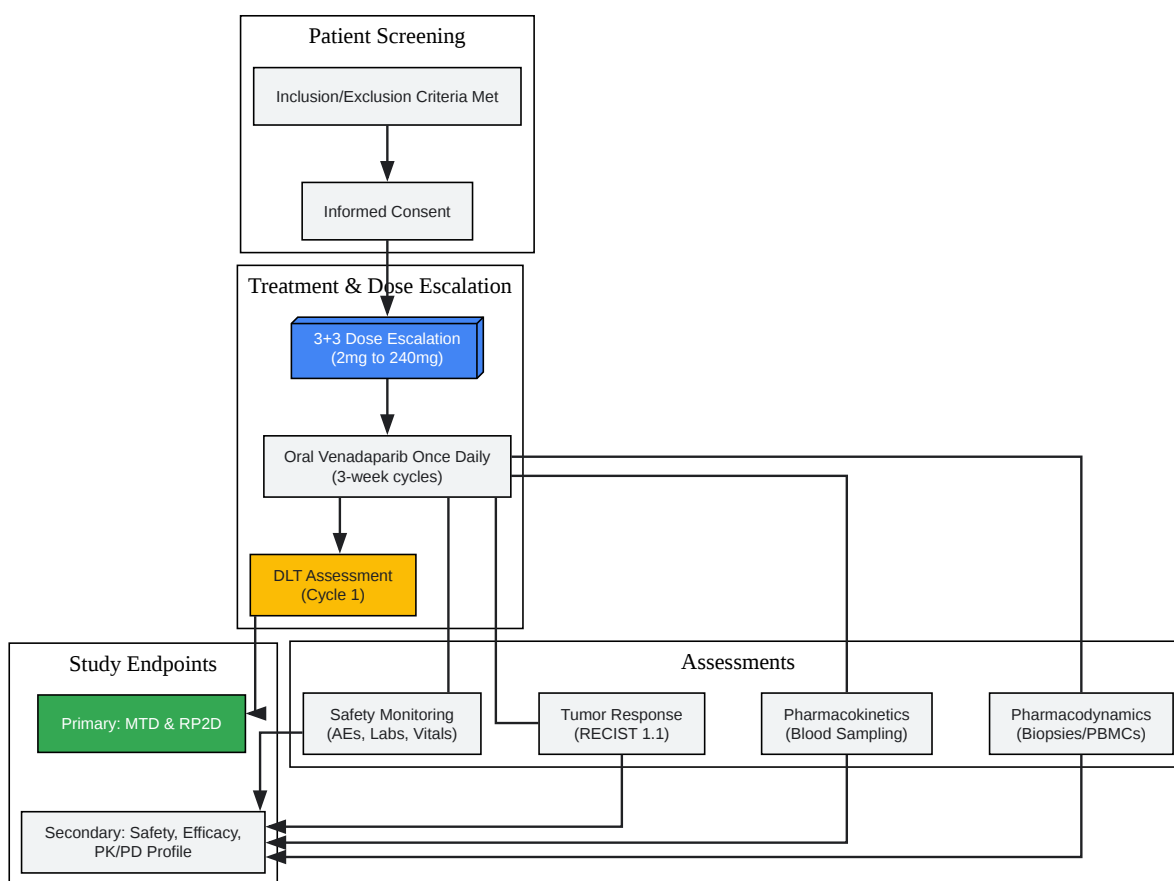 Patient Screening
Inclusion/Exclusion Criteria Met
Informed Consent
Treatment & Dose Escalation
3+3 Dose Escalation
(2mg to 240mg)
Oral Venadaparib Once Daily
(3-week cycles)
DLT Assessment
(Cycle 1)
Study Endpoints
Primary: MTD & RP2D
Assessments
Safety Monitoring
(AEs, Labs, Vitals)
Tumor Response
(RECIST 1.1)
Pharmacokinetics
(Blood Sampling)
Pharmacodynamics
(Biopsies/PBMCs)
Secondary: Safety, Efficacy,
PK/PD Profile